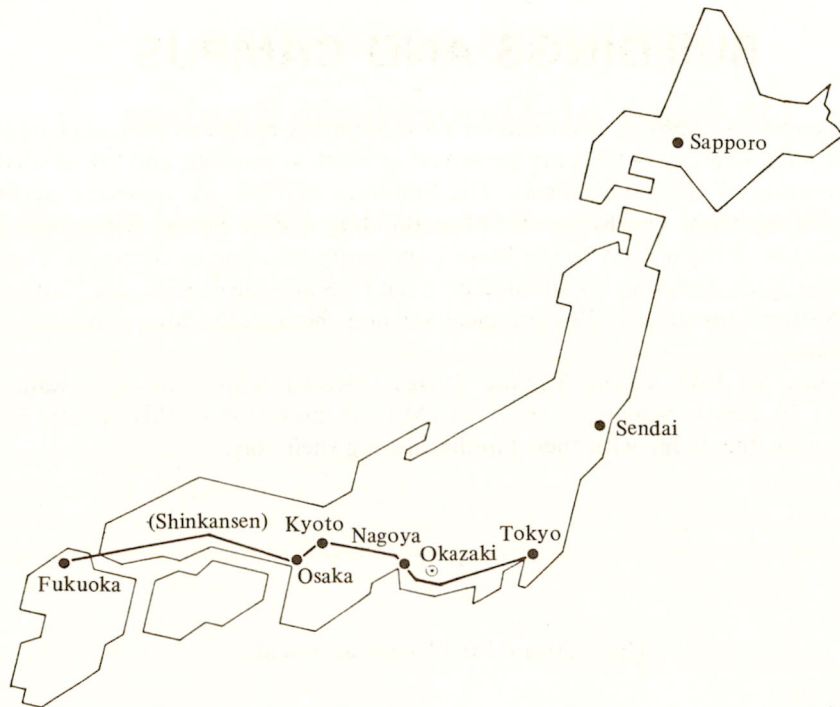 Sapporo
Sendai
(Shinkansen)
Kyoto
Nagoya
Tokyo
Okazaki
Fukuoka
Osaka